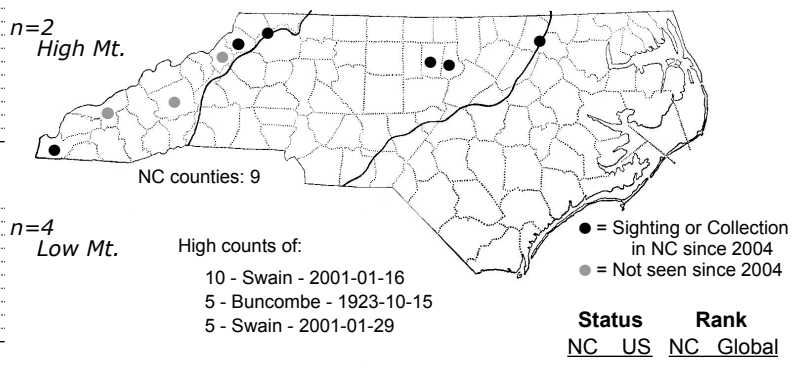 n=2
High Mt.
NC counties: 9
n=4
Low Mt.
High counts of:
10 - Swain - 2001-01-16
5 - Buncombe - 1923-10-15
5 - Swain - 2001-01-29
● = Sighting or Collection
in NC since 2004
● = Not seen since 2004
Status Rank
NC US NC Global